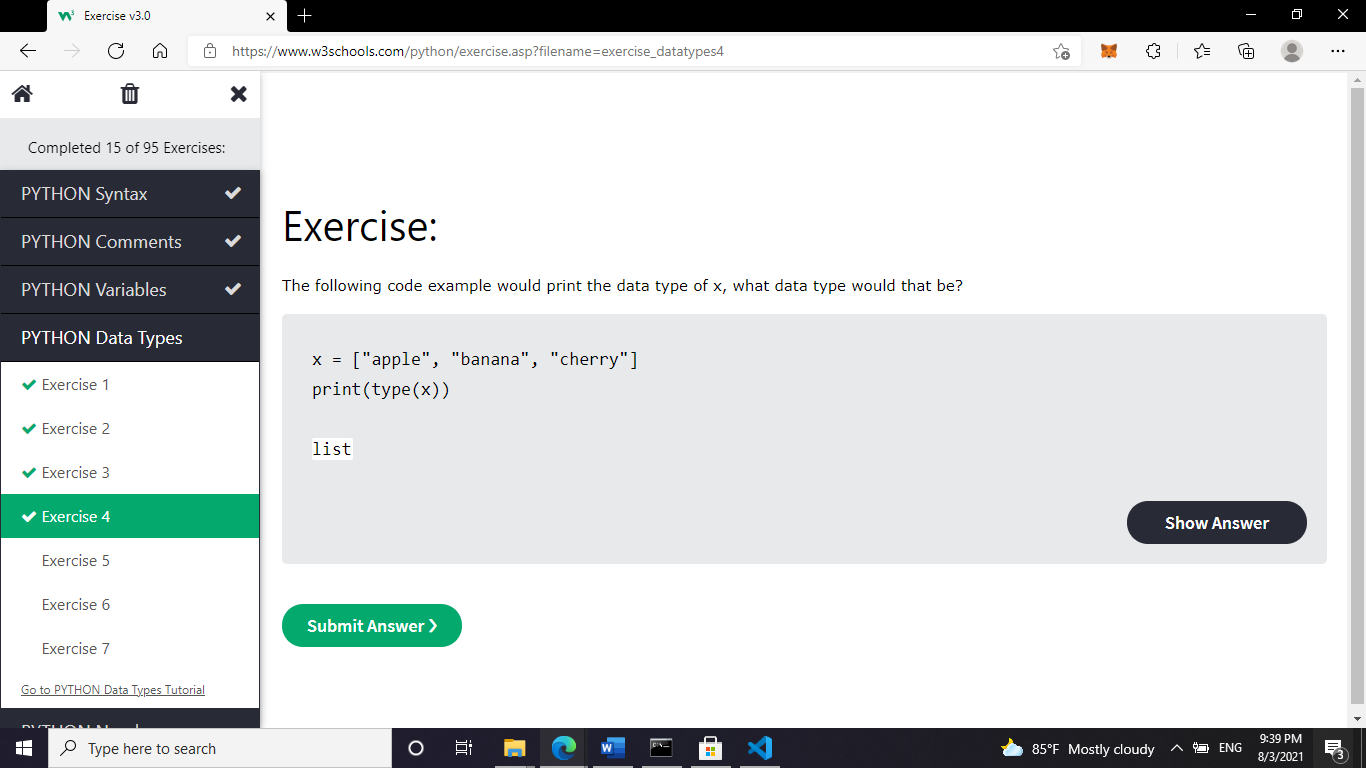 Exercise v3.0
https://www.w3schools.com/python/exercise.asp?filename=exercise_datatypes4
Completed 15 of 95 Exercises:
PYTHON Syntax
PYTHON Comments
PYTHON Variables
PYTHON Data Types
Exercise 1
Exercise 2
Exercise 3
Exercise 4
Exercise 5
Exercise 6
Exercise 7
Go to PYTHON Data Types Tutorial
Exercise:
The following code example would print the data type of x, what data type would that be?
x = ["apple", "banana", "cherry"]
print(type(x))
list
Show Answer
Submit Answer ❯
Type here to search
85°F Mostly cloudy
ENG
9:39 PM
8/3/2021
3